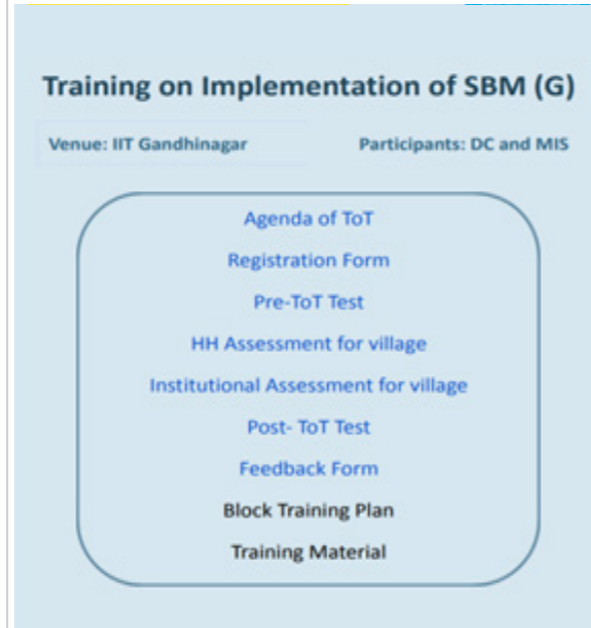 Training on Implementation of SBM (G)
Venue: IIT Gandhinagar Participants: DC and MIS
Agenda of ToT
Registration Form
Pre-ToT Test
HH Assessment for village
Institutional Assessment for village
Post- ToT Test
Feedback Form
Block Training Plan
Training Material